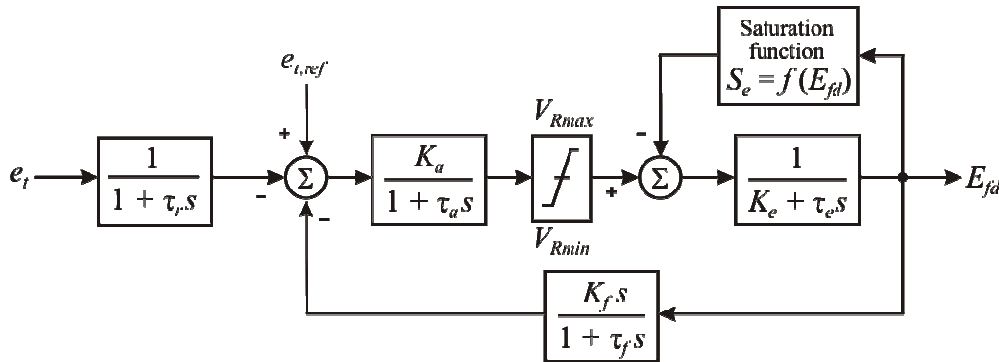 Saturation
function
S_e = f(E_fd)
e_t,ref
V_Rmax
+
-
e_t
1
1 + τ_r s
-
Σ
-
K_a
1 + τ_a s
+
Σ
1
K_e + τ_e s
E_fd
V_Rmin
K_f s
1 + τ_f s